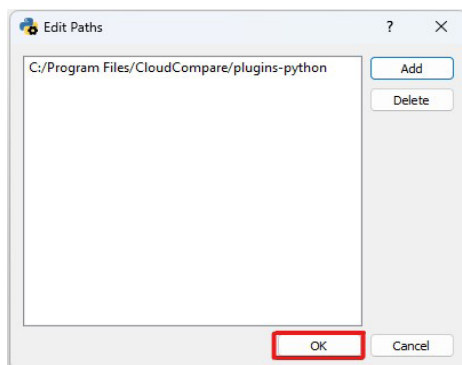 Edit Paths
C:/Program Files/CloudCompare/plugins-python
Add
Delete
OK
Cancel